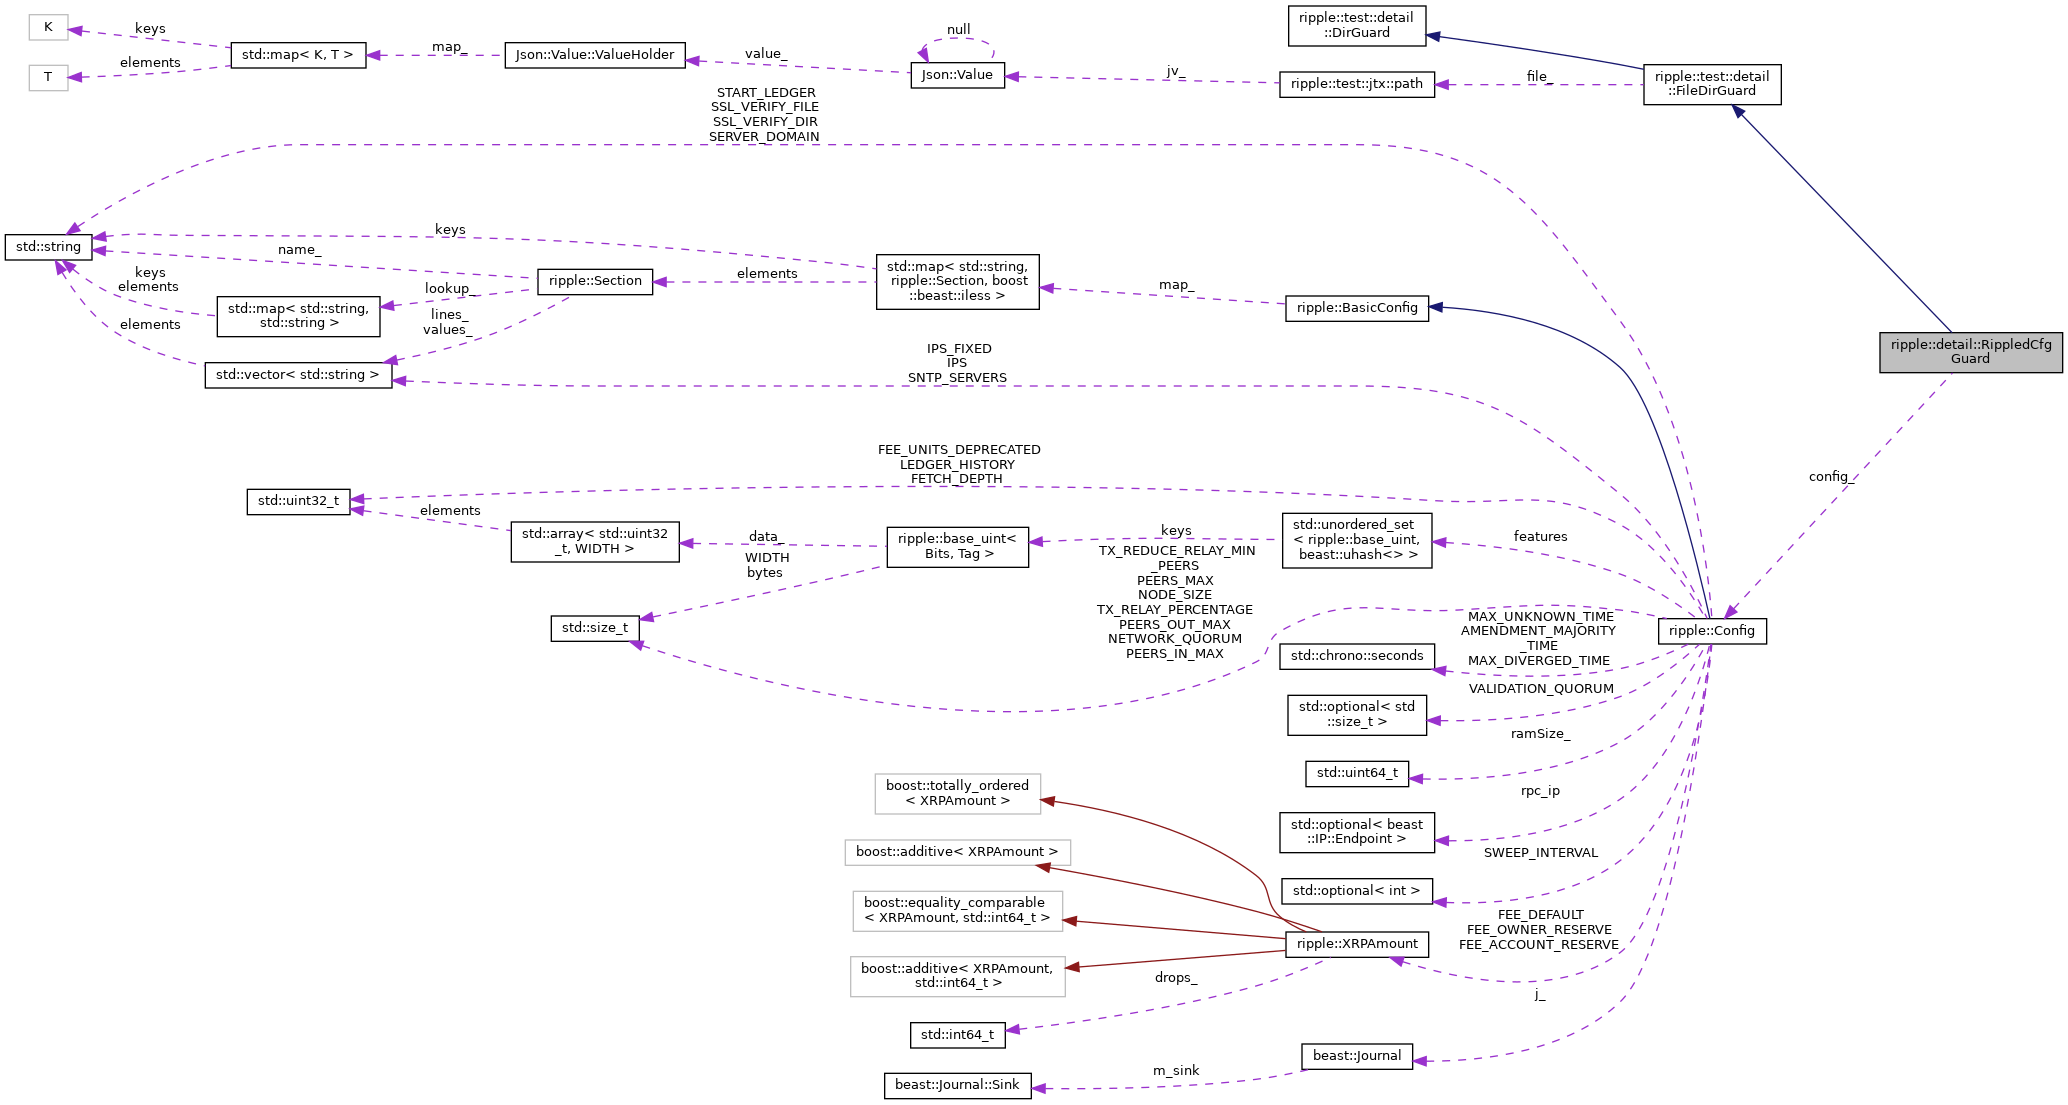 K
keys
T
elements
std::map< K, T >
map_
Json::Value::ValueHolder
value_
null
Json::Value
jv_
ripple::test::jtx::path
file_
ripple::test::detail
::DirGuard
ripple::test::detail
::FileDirGuard
START_LEDGER
SSL_VERIFY_FILE
SSL_VERIFY_DIR
SERVER_DOMAIN
std::string
keys
name_
keys
elements
elements
std::map< std::string,
std::string >
std::vector< std::string >
lookup_
lines_
values_
ripple::Section
elements
std::map< std::string,
ripple::Section, boost
::beast::iless >
map_
ripple::BasicConfig
IPS_FIXED
IPS
SNTP_SERVERS
ripple::detail::RippledCfg
Guard
config_
FEE_UNITS_DEPRECATED
LEDGER_HISTORY
FETCH_DEPTH
std::uint32_t
elements
std::array< std::uint32
_t, WIDTH >
data_
WIDTH
bytes
std::size_t
ripple::base_uint<
Bits, Tag >
keys
std::unordered_set
< ripple::base_uint,
beast::uhash<> >
features
TX_REDUCE_RELAY_MIN
_PEERS
PEERS_MAX
NODE_SIZE
TX_RELAY_PERCENTAGE
PEERS_OUT_MAX
NETWORK_QUORUM
PEERS_IN_MAX
ripple::Config
MAX_UNKNOWN_TIME
AMENDMENT_MAJORITY
_TIME
MAX_DIVERGED_TIME
std::chrono::seconds
VALIDATION_QUORUM
std::optional< std
::size_t >
ramSize_
std::uint64_t
rpc_ip
std::optional< beast
::IP::Endpoint >
SWEEP_INTERVAL
std::optional< int >
FEE_DEFAULT
FEE_OWNER_RESERVE
FEE_ACCOUNT_RESERVE
ripple::XRPAmount
boost::totally_ordered
< XRPAmount >
boost::additive< XRPAmount >
boost::equality_comparable
< XRPAmount, std::int64_t >
boost::additive< XRPAmount,
std::int64_t >
drops_
std::int64_t
j_
beast::Journal
m_sink
beast::Journal::Sink